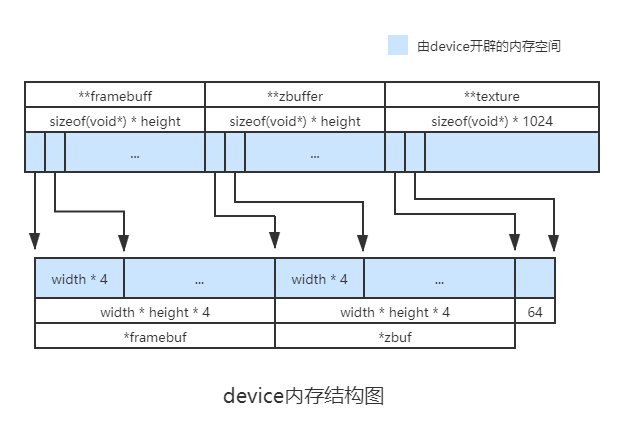 由device开辟的内存空间
**framebuff **zbuffer **texture
sizeof(void*) * height sizeof(void*) * height sizeof(void*) * 1024
... ...
width * 4 ... width * 4 ...
width * height * 4 width * height * 4 64
*framebuf *zbuf
device内存结构图